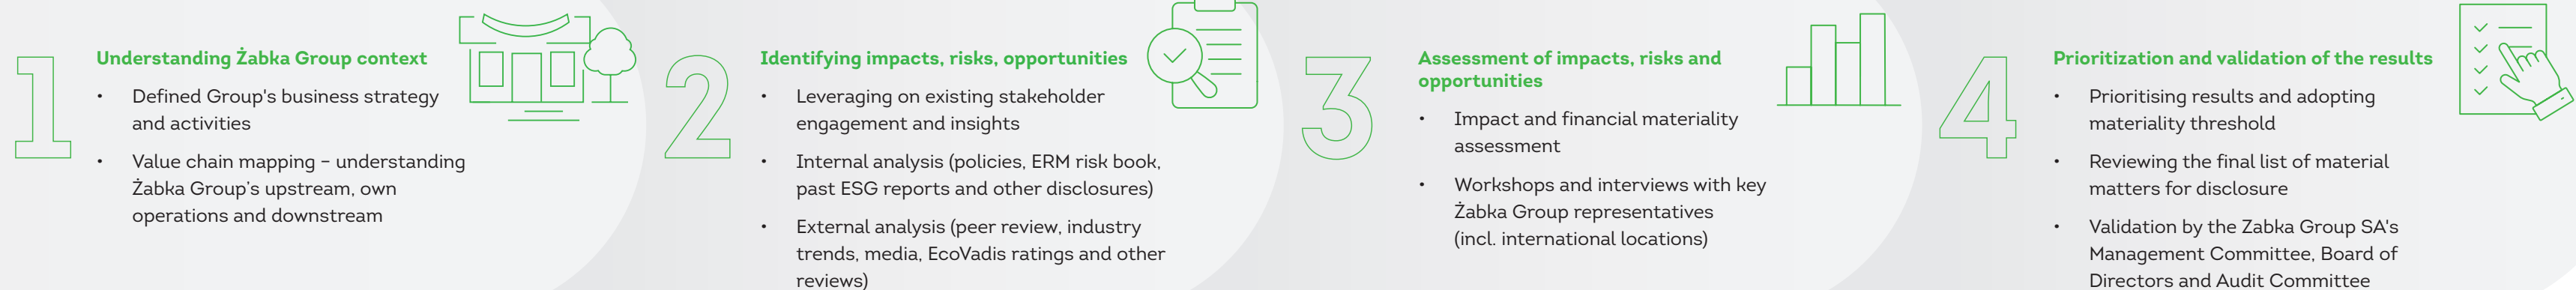 1
Understanding Żabka Group context
• Defined Group's business strategy
and activities
• Value chain mapping – understanding
Żabka Group’s upstream, own
operations and downstream
2
Identifying impacts, risks, opportunities
• Leveraging on existing stakeholder
engagement and insights
• Internal analysis (policies, ERM risk book,
past ESG reports and other disclosures)
• External analysis (peer review, industry
trends, media, EcoVadis ratings and other
reviews)
3
Assessment of impacts, risks and
opportunities
• Impact and financial materiality
assessment
• Workshops and interviews with key
Żabka Group representatives
(incl. international locations)
4
Prioritization and validation of the results
• Prioritising results and adopting
materiality threshold
• Reviewing the final list of material
matters for disclosure
• Validation by the Zabka Group SA's
Management Committee, Board of
Directors and Audit Committee